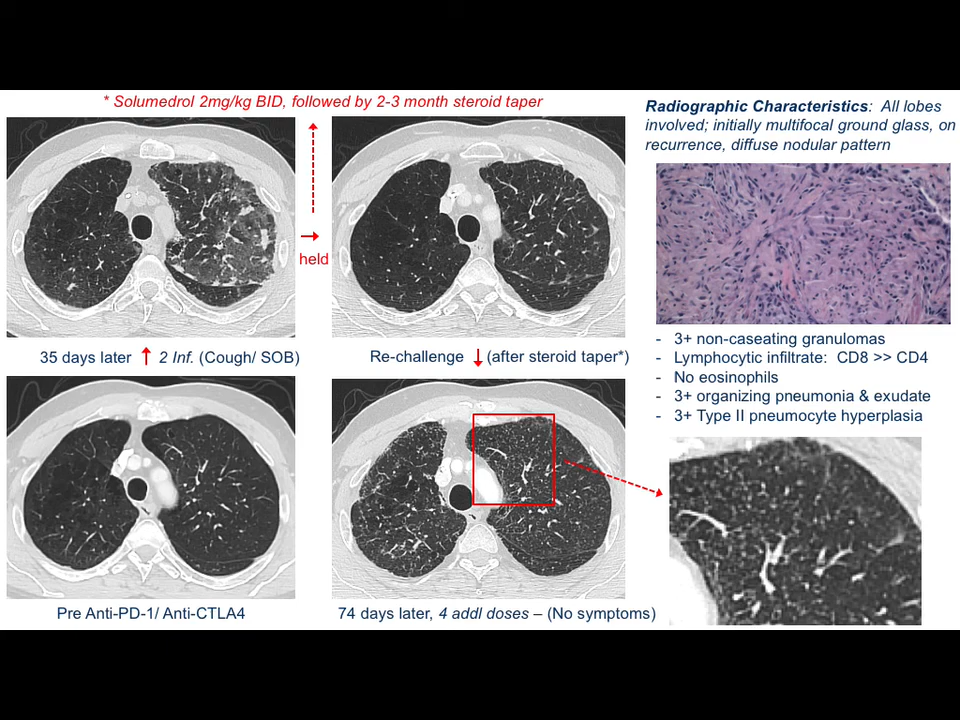 * Solumedrol 2mg/kg BID, followed by 2-3 month steroid taper
held
35 days later 2 Inf. (Cough/ SOB)
Re-challenge (after steroid taper*)
Pre Anti-PD-1/ Anti-CTLA4
74 days later, 4 addl doses – (No symptoms)
Radiographic Characteristics: All lobes
involved; initially multifocal ground glass, on
recurrence, diffuse nodular pattern
- 3+ non-caseating granulomas
- Lymphocytic infiltrate: CD8 >> CD4
- No eosinophils
- 3+ organizing pneumonia & exudate
- 3+ Type II pneumocyte hyperplasia